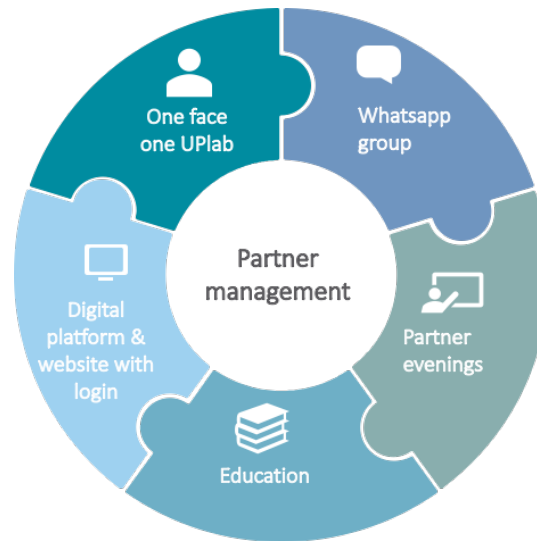 One face
one UPlab
Whatsapp
group
Partner
management
Partner
evenings
Digital
platform &
website with
login
Education